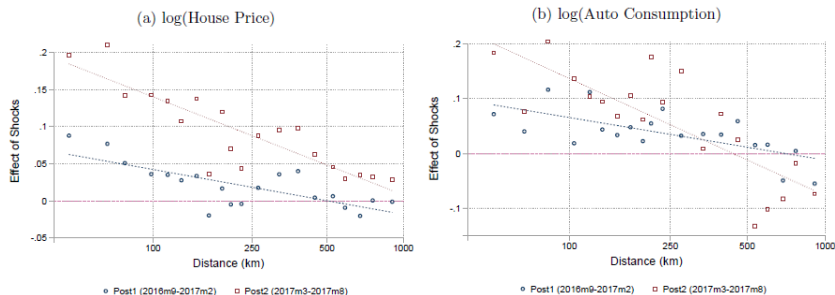 (a) log(House Price)
.2
.15
.1
.05
0
-.05
Effect of Shocks
100
250
500
1000
Distance (km)
Post1 (2016m9-2017m2)
Post2 (2017m3-2017m8)
(b) log(Auto Consumption)
.2
.1
0
-.1
Effect of Shocks
100
250
500
1000
Distance (km)
Post1 (2016m9-2017m2)
Post2 (2017m3-2017m8)